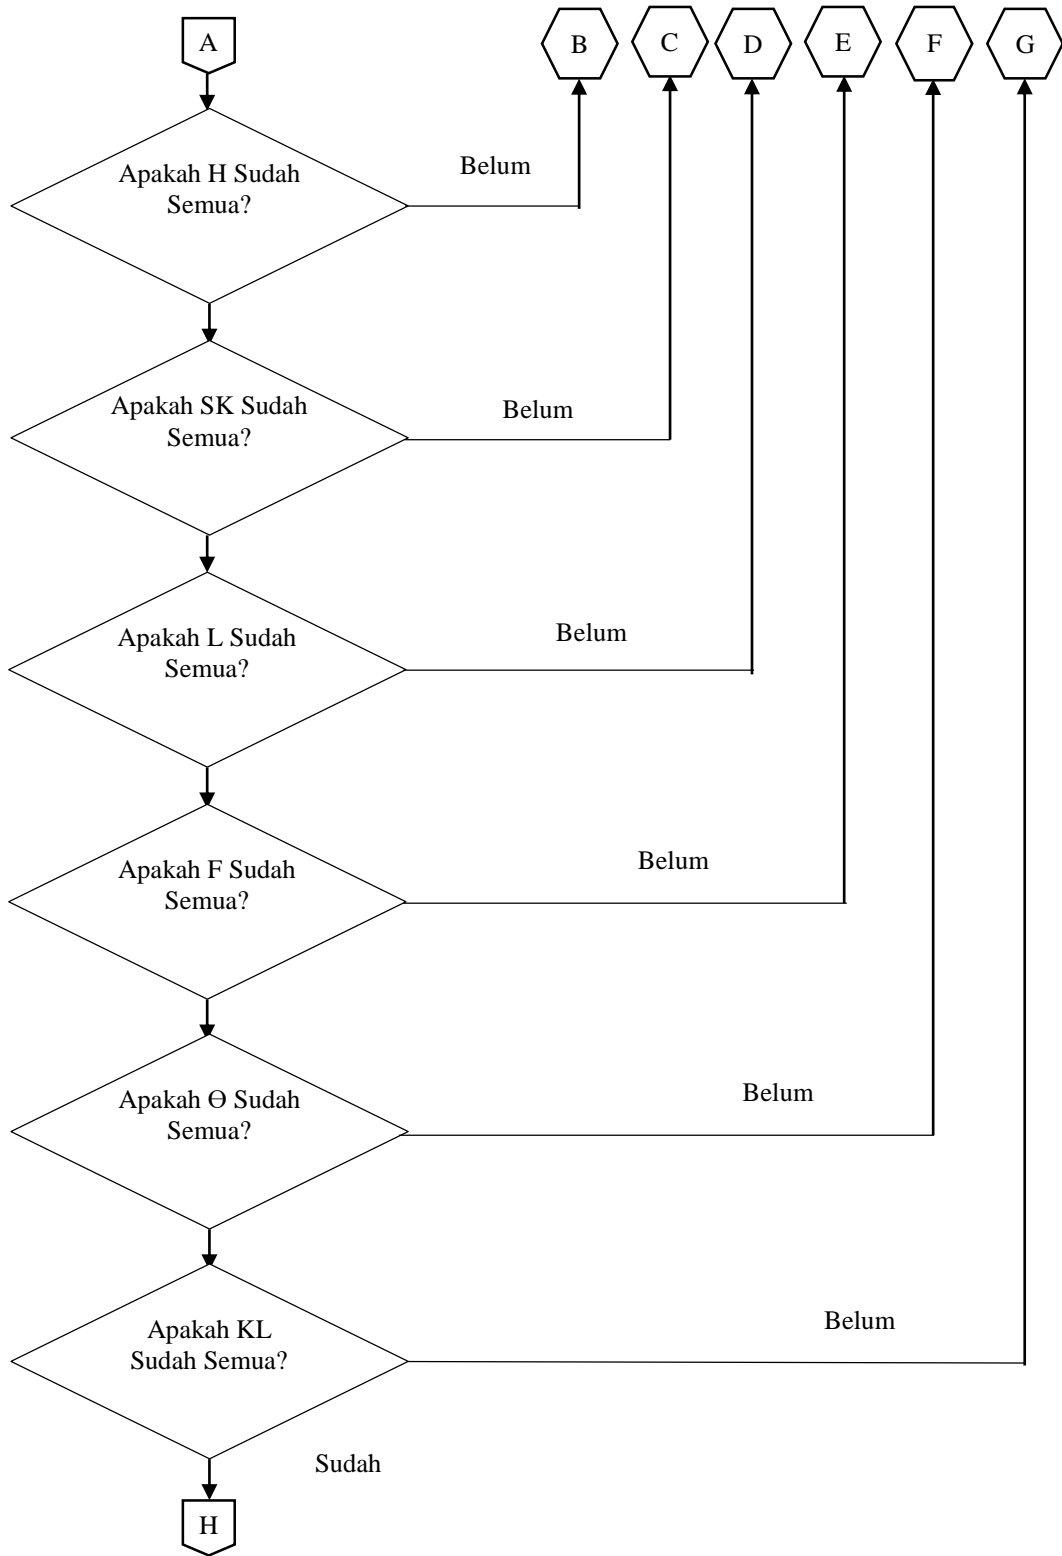 A
B
C
D
E
F
G
Apakah H Sudah
Semua?
Belum
Apakah SK Sudah
Semua?
Belum
Apakah L Sudah
Semua?
Belum
Apakah F Sudah
Semua?
Belum
Apakah Ө Sudah
Semua?
Belum
Apakah KL
Sudah Semua?
Belum
Sudah
H